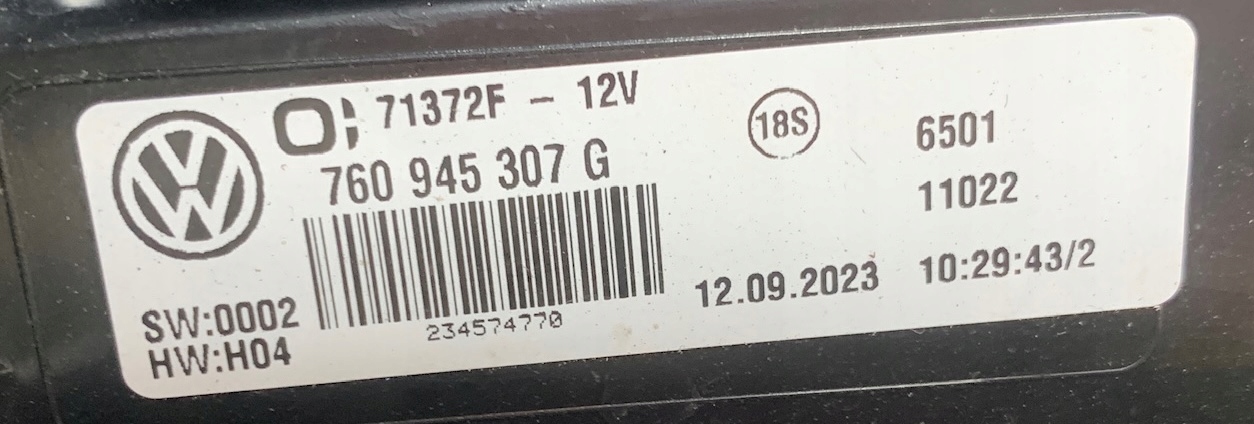 71372F - 12V
760 945 307 G
234574770
SW:0002
HW:H04
18S
6501
11022
12.09.2023 10:29:43/2